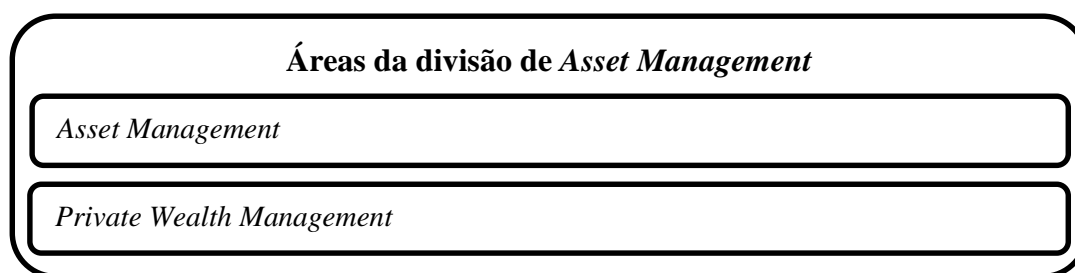 Áreas da divisão de Asset Management
Asset Management
Private Wealth Management